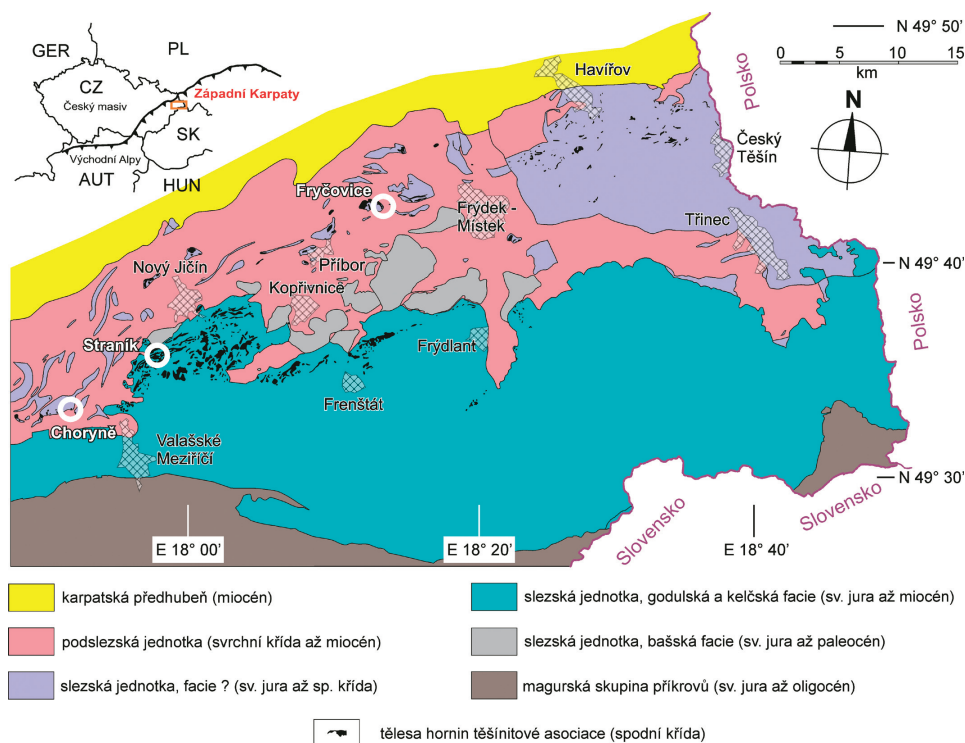 GER
PL
CZ
Český masiv
Západní Karpaty
SK
Východní Alpy
AUT
HUN
N 49° 50'
0
5
10
15
km
N
Polsko
Havířov
Český
Těšín
Fryčovice
Frýdek -
Místek
Třinec
Nový Jičín
Příbor
Kopřivnice
N 49° 40'
Straník
Frýdlant
Polsko
Frenštát
Choryně
Valašské
Meziříčí
N 49° 30'
Slovensko
Slovensko
E 18° 00'
E 18° 20'
E 18° 40'
karpatská předhubeň (miocén)
slezská jednotka, godulská a kelčská facie (sv. jura až miocén)
podslezská jednotka (svrchní křída až miocén)
slezská jednotka, bašská facie (sv. jura až paleocén)
slezská jednotka, facie ? (sv. jura až sp. křída)
magurská skupina příkrovů (sv. jura až oligocén)
tělesa hornin těšínitové asociace (spodní křída)